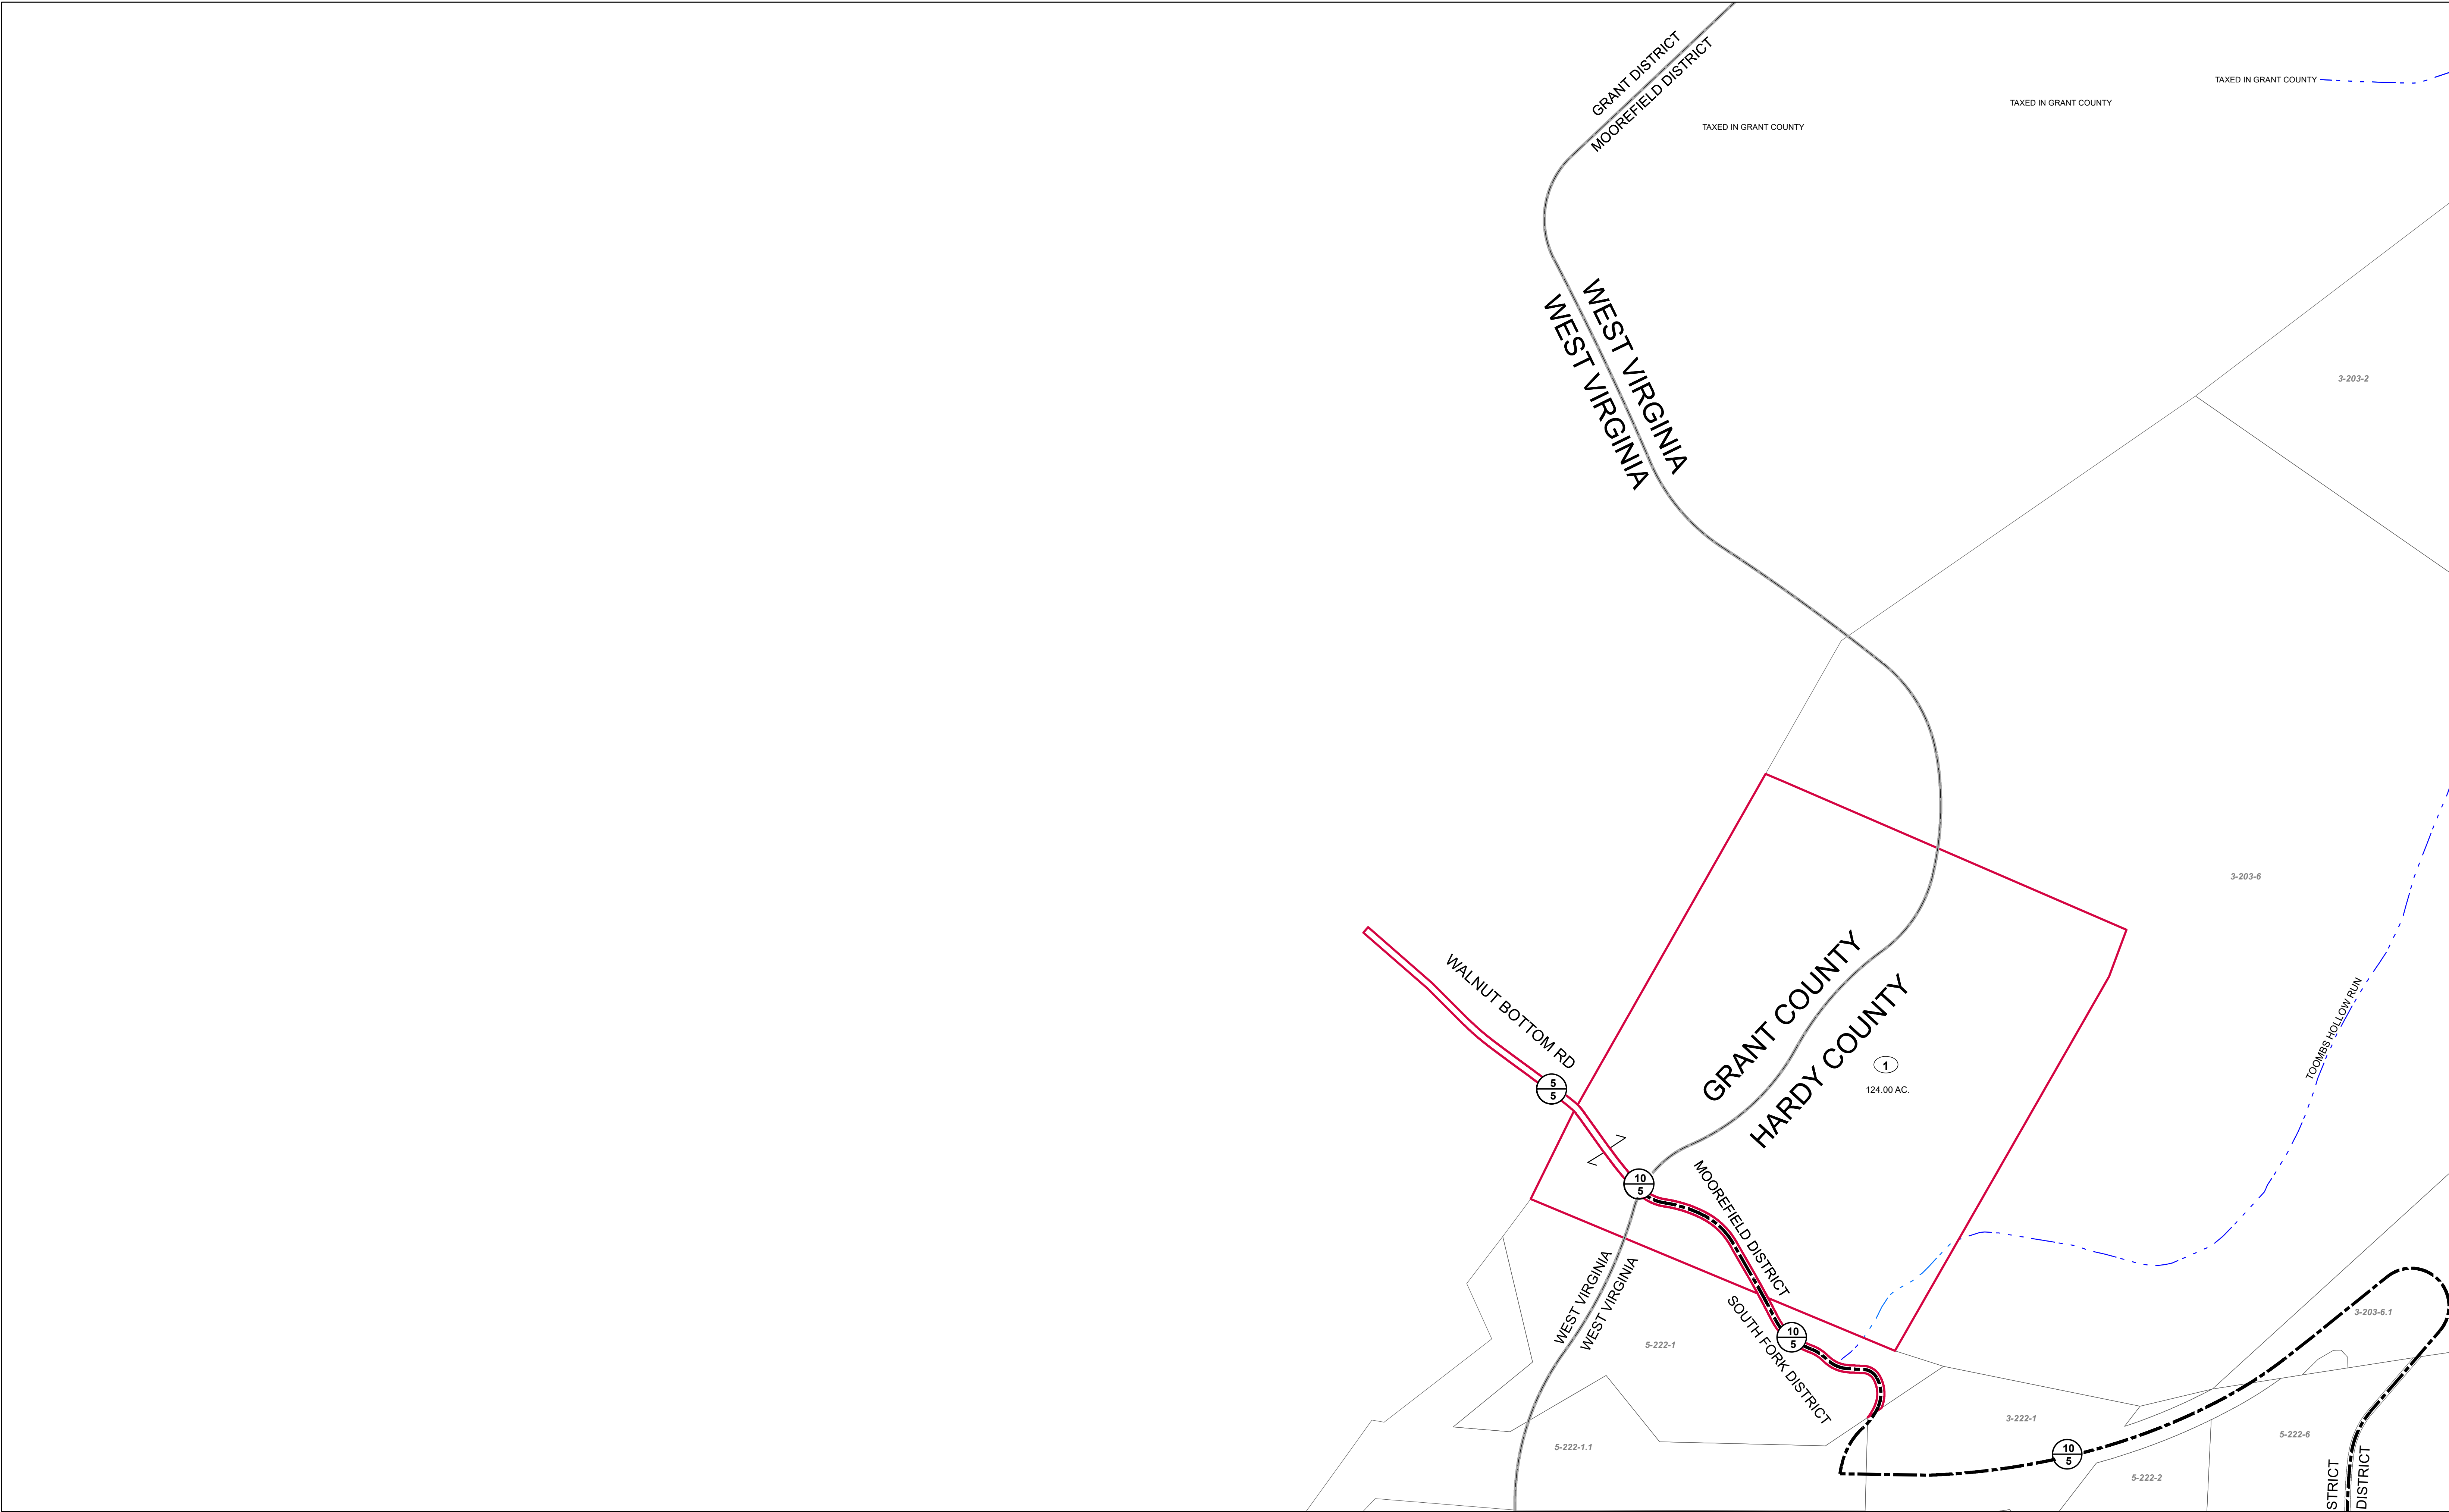 GRANT DISTRICT
MOOREFIELD DISTRICT
TAXED IN GRANT COUNTY
TAXED IN GRANT COUNTY
TAXED IN GRANT COUNTY
WEST VIRGINIA
WEST VIRGINIA
3-203-2
3-203-6
GRANT COUNTY
HARDY COUNTY
WALNUT BOTTOM RD
5
5
1
124.00 AC.
TOOMBS HOLLOW RUN
10
5
MOOREFIELD DISTRICT
SOUTH FORK DISTRICT
WEST VIRGINIA
WEST VIRGINIA
10
5
5-222-1
3-203-6.1
3-222-1
5-222-6
5-222-1.1
10
5
5-222-2
STRICT
DISTRICT